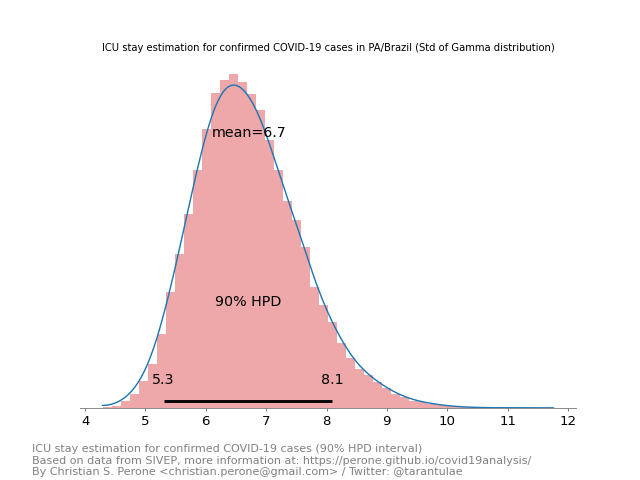 ICU stay estimation for confirmed COVID-19 cases in PA/Brazil (Std of Gamma distribution)
mean=6.7
90% HPD
5.3 8.1
4 5 6 7 8 9 10 11 12
ICU stay estimation for confirmed COVID-19 cases (90% HPD interval)
Based on data from SIVEP, more information at: https://perone.github.io/covid19analysis/
By Christian S. Perone <christian.perone@gmail.com> / Twitter: @tarantulae